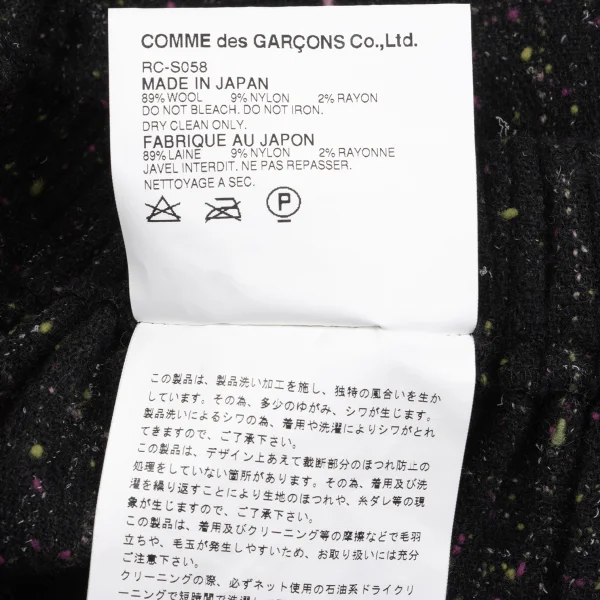 COMME des GARÇONS Co.,Ltd.
RC-S058
MADE IN JAPAN
89% WOOL 9% NYLON 2% RAYON
DO NOT BLEACH. DO NOT IRON.
DRY CLEAN ONLY.
FABRIQUE AU JAPON
89% LAINE 9% NYLON 2% RAYONNE
JAVEL INTERDIT. NE PAS REPASSER.
NETTOYAGE A SEC.
P
この製品は、製品洗い加工を施し、独特の風合いを生か
しています。その為、多少のゆがみ、シワが生じます。
製品洗いによるシワの為、着用や洗濯によりシワがとれ
てきますので、ご了承下さい。
この製品は、デザイン上あえて裁断部分のほつれ防止の
処理をしていない箇所があります。その為、着用及び洗
濯を繰り返すことにより生地のほつれや、糸ダレ等の現
象が生じますので、ご了承下さい。
この製品は、着用及びクリーニング等の摩擦などで毛羽
立ちや、毛玉が発生しやすいため、お取り扱いには充分
ご注意下さい。
クリーニングの際、必ずネット使用の石油系ドライクリ
ーニングで短時間で洗濯し